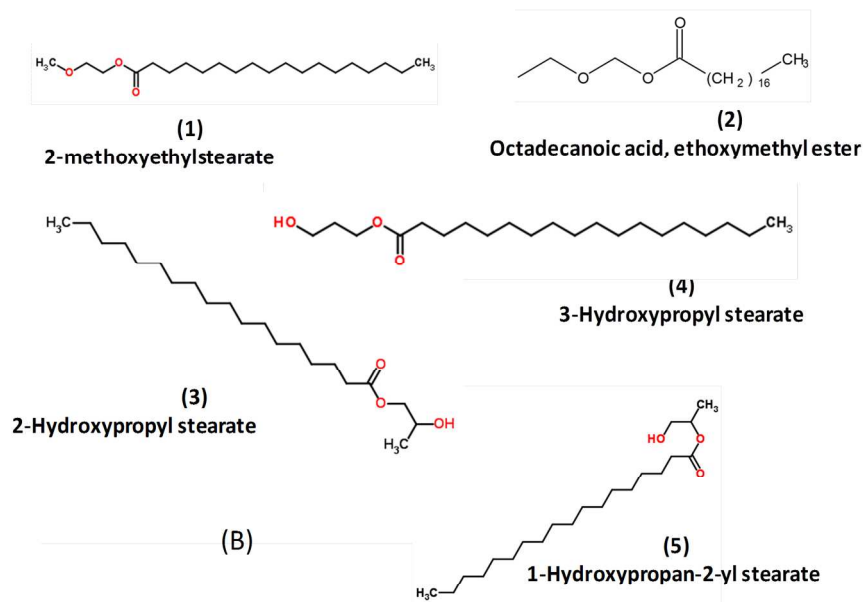 H₃C O O O CH₃
(1)
2-methoxyethylstearate
O O O (CH₂)₁₆ CH₃
(2)
Octadecanoic acid, ethoxymethyl ester
H₃C O O OH H₃C
(3)
2-Hydroxypropyl stearate
HO O O CH₃
(4)
3-Hydroxypropyl stearate
CH₃ HO O O H₃C
(5)
1-Hydroxypropan-2-yl stearate
(B)